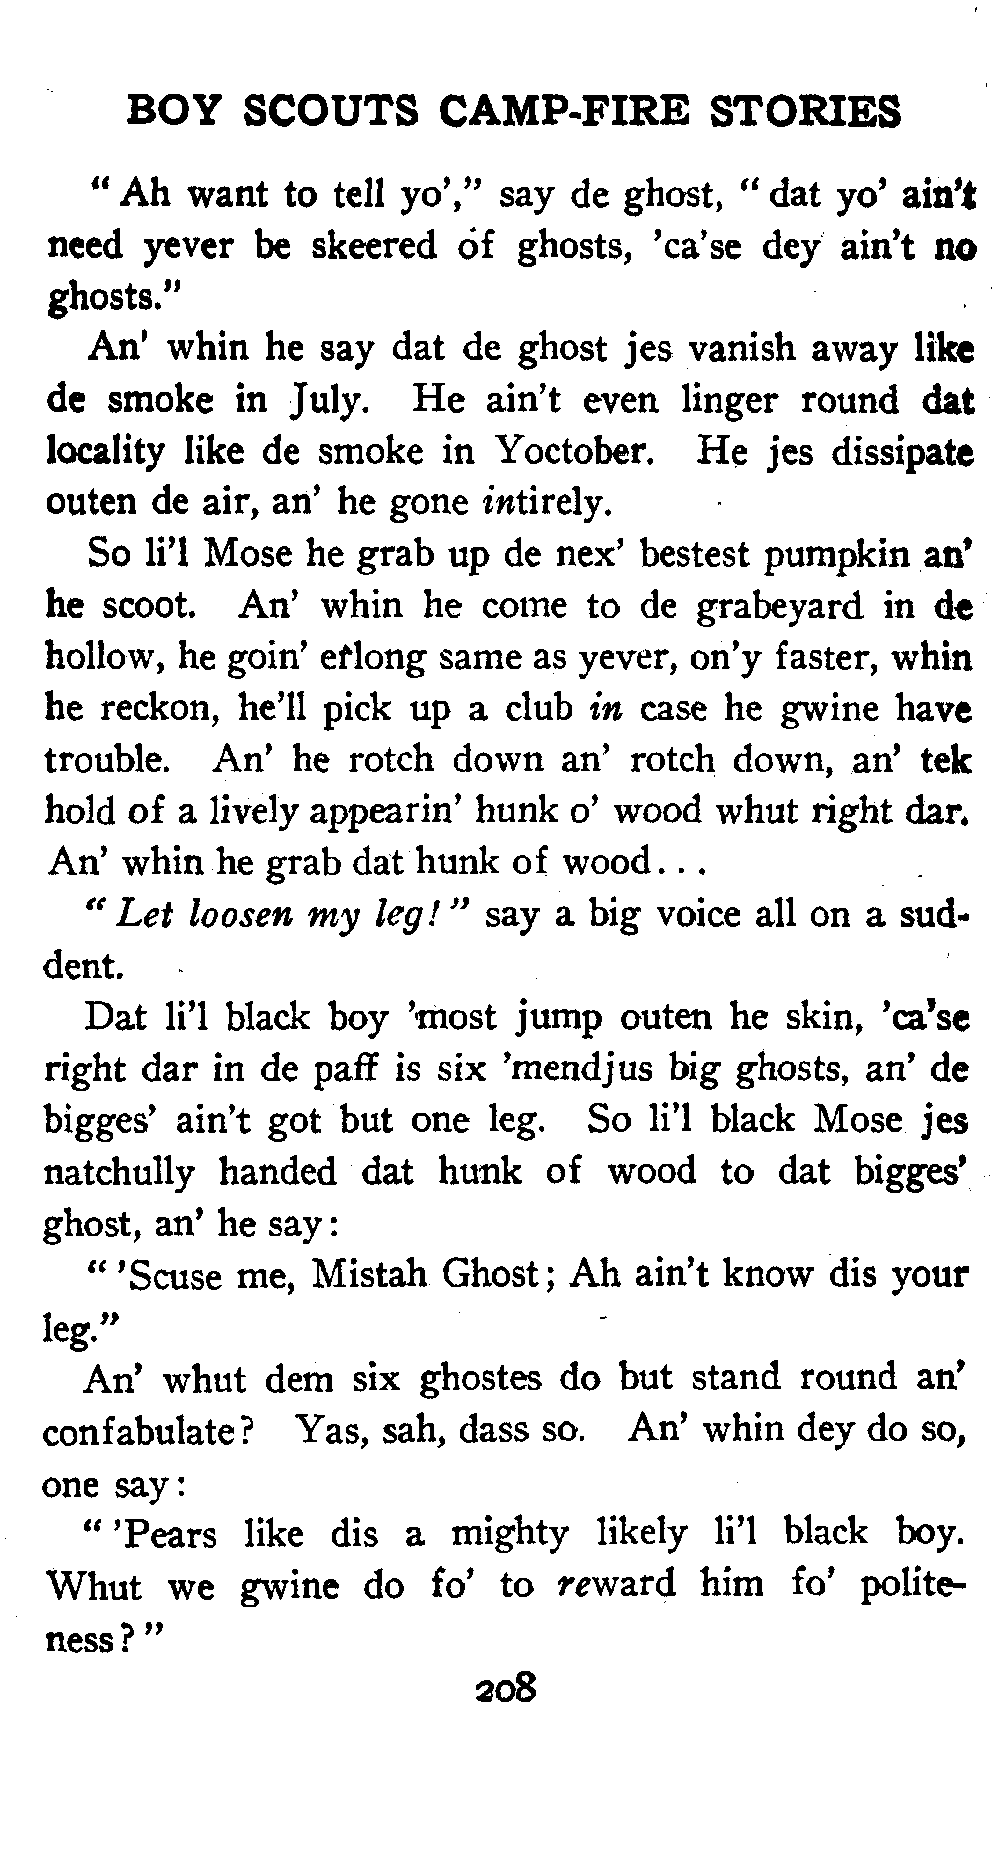 BOY SCOUTS CAMP-FIRE STORIES
“ Ah want to tell yo’,” say de ghost, “ dat yo’ ain’t
need yever be skeered of ghosts, ’ca’se dey ain’t no
ghosts.”
An’ whin he say dat de ghost jes vanish away like
de smoke in July. He ain’t even linger round dat
locality like de smoke in Yoctober. He jes dissipate
outen de air, an’ he gone intirely.
So li’l Mose he grab up de nex’ bestest pumpkin an’
he scoot. An’ whin he come to de grabeyard in de
hollow, he goin’ erlong same as yever, on’y faster, whin
he reckon, he’ll pick up a club in case he gwine have
trouble. An’ he rotch down an’ rotch down, an’ tek
hold of a lively appearin’ hunk o’ wood whut right dar.
An’ whin he grab dat hunk of wood. . .
“ Let loosen my leg! ” say a big voice all on a sud-
dent.
Dat li’l black boy ’most jump outen he skin, ’ca’se
right dar in de paff is six ’mendjus big ghosts, an’ de
bigges’ ain’t got but one leg. So li’l black Mose jes
natchully handed dat hunk of wood to dat bigges’
ghost, an’ he say:
“ ’Scuse me, Mistah Ghost; Ah ain’t know dis your
leg.”
An’ whut dem six ghostes do but stand round an’
confabulate? Yas, sah, dass so. An’ whin dey do so,
one say:
“ ’Pears like dis a mighty likely li’l black boy.
Whut we gwine do fo’ to reward him fo’ polite-
ness? ”
208